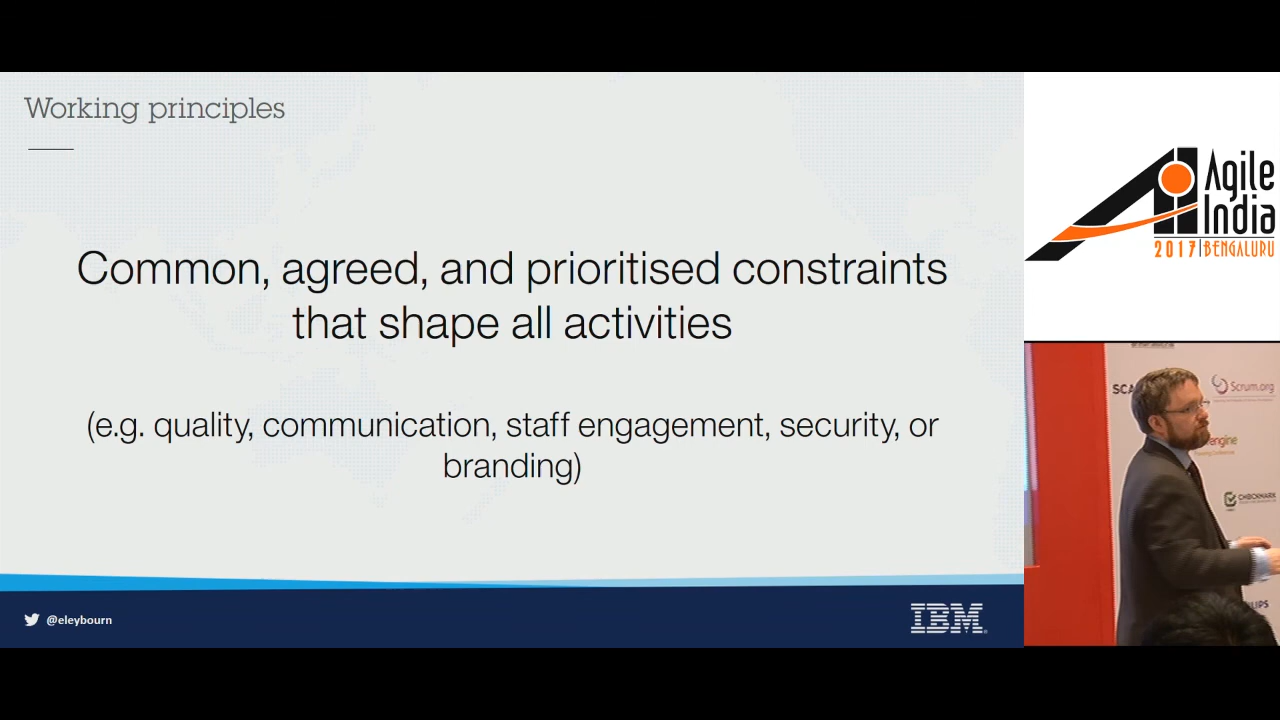 Working principles
Common, agreed, and prioritised constraints
that shape all activities
(e.g. quality, communication, staff engagement, security, or
branding)
@eleybourn
IBM
Agile
India
2017 | BENGALURU
Scrum.org
CHECKMARK